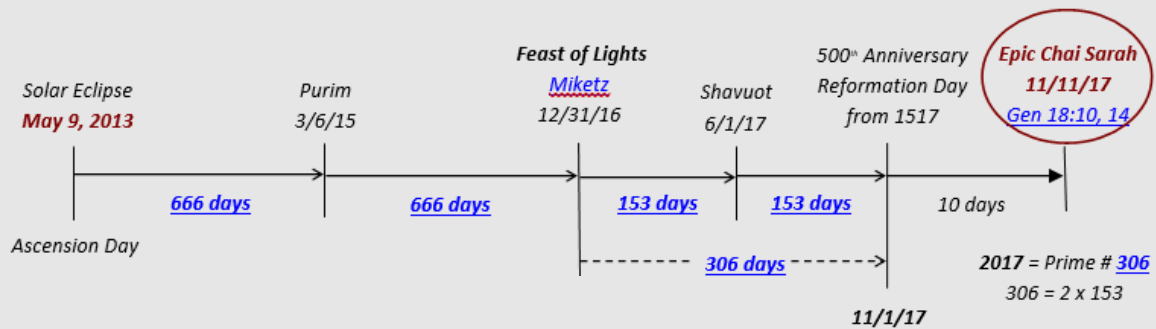 Solar Eclipse
May 9, 2013
Ascension Day
Purim
3/6/15
Feast of Lights
Miketz
12/31/16
Shavuot
6/1/17
500th Anniversary
Reformation Day
from 1517
Epic Chai Sarah
11/11/17
Gen 18:10, 14
666 days
666 days
153 days
153 days
10 days
306 days
11/1/17
2017 = Prime # 306
306 = 2 x 153